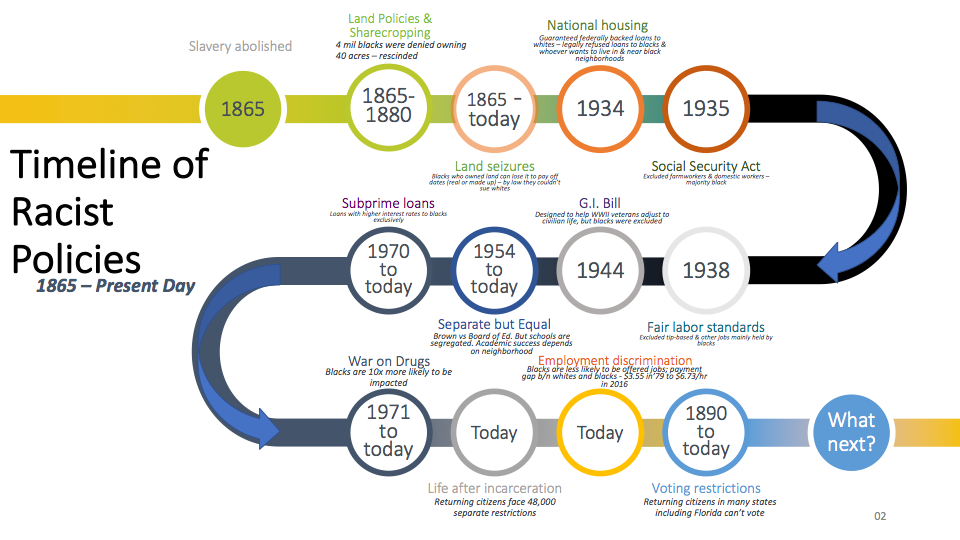 Timeline of
Racist
Policies
1865 – Present Day
Slavery abolished
1865
Land Policies &
Sharecropping
4 mil blacks were denied owning
40 acres – rescinded
1865-
1880
1865 –
today
Land seizures
Blacks who owned land can lose it to pay off
dates (real or made up) – by law they couldn't
sue whites
National housing
Guaranteed federally backed loans to
whites – legally refused loans to blacks &
whoever wants to live in & near black
neighborhoods
1934
1935
Social Security Act
Excluded farmworkers & domestic workers –
majority black
1938
Fair labor standards
Excluded tip-based & other jobs mainly held by
blacks
G.I. Bill
Designed to help WWII veterans adjust to
civilian life, but blacks were excluded
1944
1954
to
today
Separate but Equal
Brown vs Board of Ed. But schools are
segregated. Academic success depends
on neighborhood
Subprime loans
Loans with higher interest rates to blacks
exclusively
1970
to
today
War on Drugs
Blacks are 10x more likely to be
impacted
1971
to
today
Today
Life after incarceration
Returning citizens face 48,000
separate restrictions
Employment discrimination
Blacks are less likely to be offered jobs; payment
gap b/n whites and blacks - $3.55 in'79 to $6.73/hr
in 2016
Today
1890
to
today
Voting restrictions
Returning citizens in many states
including Florida can't vote
What
next?
02